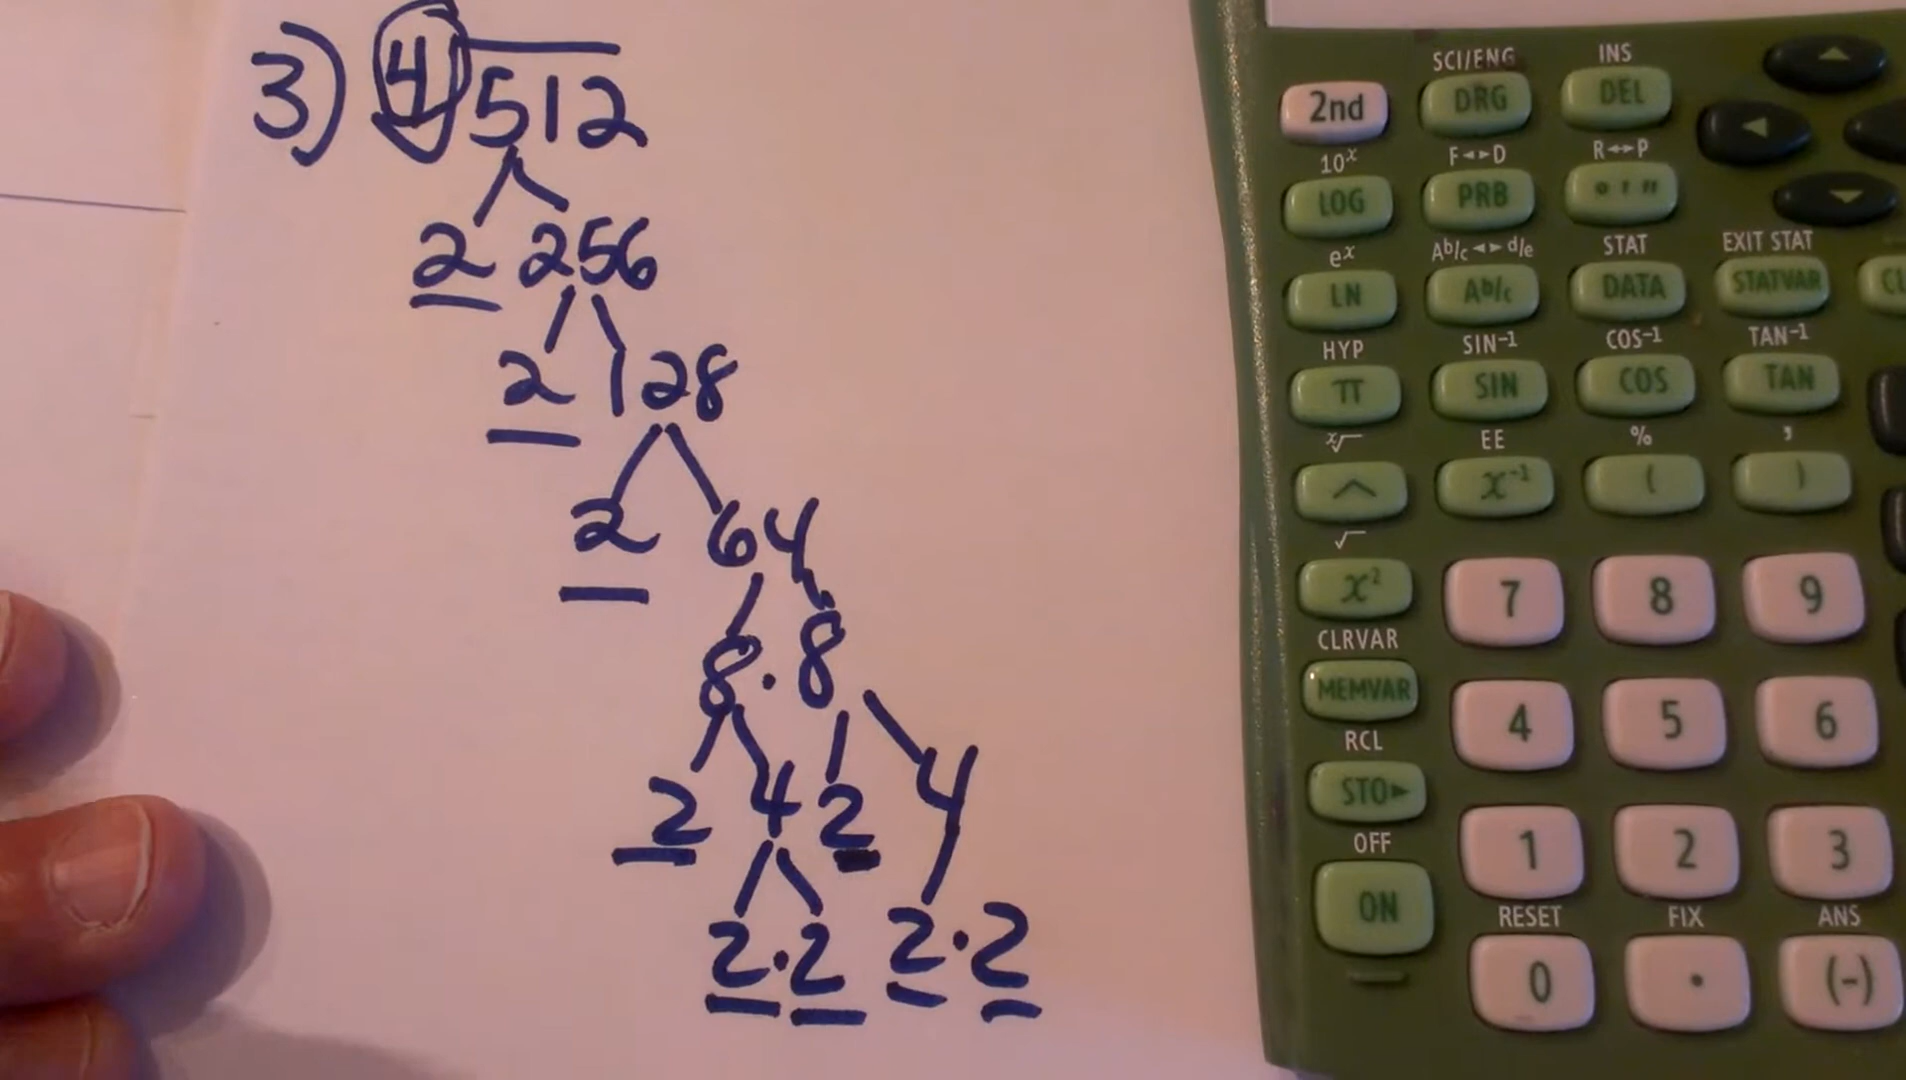 3) 4√512
2 256
2 128
2 64
8·8
2 4 2 4
2·2 2·2
SCI/ENG INS
2nd DRG DEL
10ˣ F◄►D R◄►P
LOG PRB ° ' "
eˣ Ab/c◄►d/e STAT EXIT STAT
LN Ab/c DATA STATVAR CL
HYP SIN⁻¹ COS⁻¹ TAN⁻¹
π SIN COS TAN
ˣ√ EE % ,
^ x⁻¹ ( )
√
x² 7 8 9
CLRVAR
MEMVAR 4 5 6
RCL
STO► 1 2 3
OFF
ON
RESET FIX ANS
0 . (-)